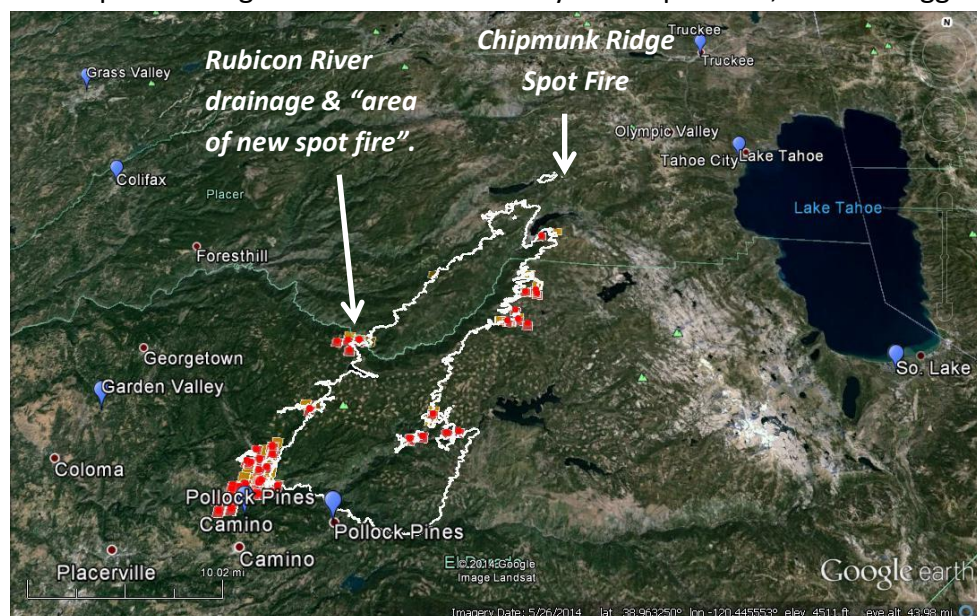 Truckee
Truckee
Chipmunk Ridge
Spot Fire
Rubicon River
drainage & “area
of new spot fire”.
N
Grass Valley
Olympic Valley
Tahoe City
Lake Tahoe
Colifax
Placer
Lake Tahoe
Foresthill
Georgetown
So. Lake
Garden Valley
Coloma
Pollock Pines
Camino
Pollock Pines
Camino
Placerville
10.02 mi
© 2014 Google
Image Landsat
Google earth
Imagery Date: 5/26/2014 lat 38.963250° lon -120.445553° elev 4511 ft eye alt 43.98 mi